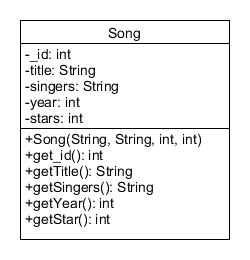 Song
-_id: int
-title: String
-singers: String
-year: int
-stars: int
+Song(String, String, int, int)
+get_id(): int
+getTitle(): String
+getSingers(): String
+getYear(): int
+getStar(): int